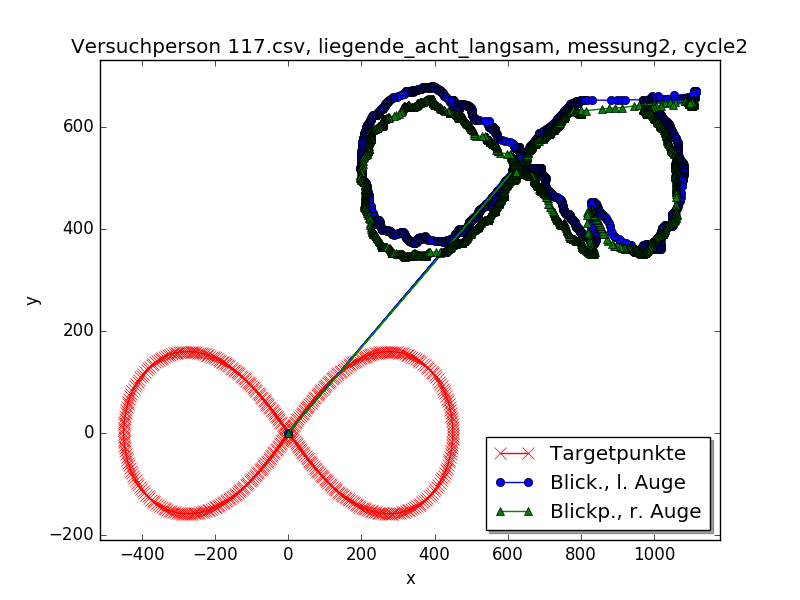 Versuchperson 117.csv, liegende_acht_langsam, messung2, cycle2
y
600
400
200
0
−200
−400
−200
0
200
400
600
800
1000
x
Targetpunkte
Blick., l. Auge
Blickp., r. Auge